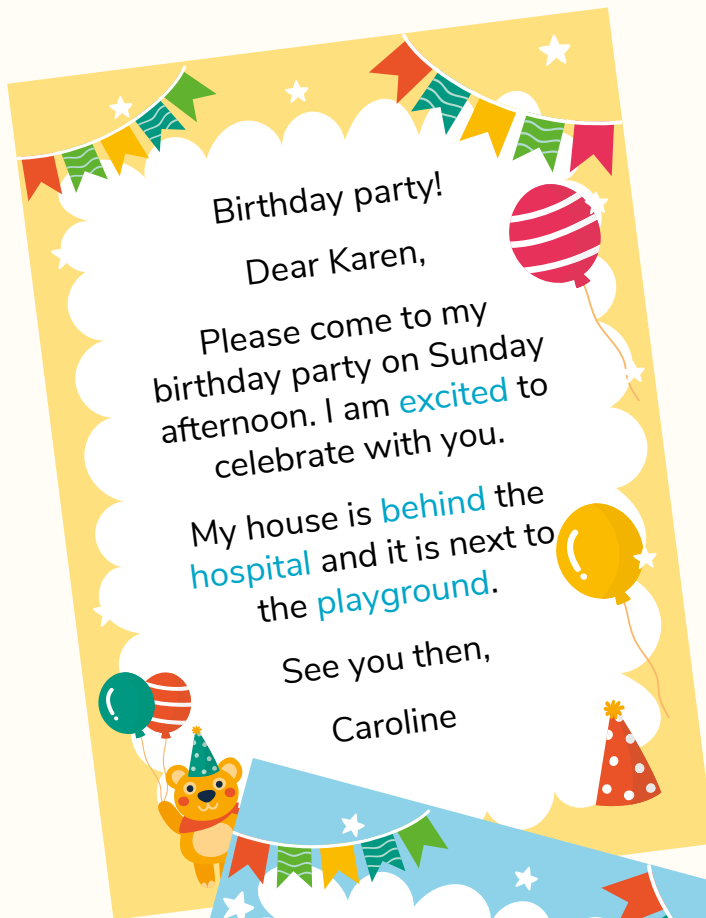 Birthday party!
Dear Karen,
Please come to my
birthday party on Sunday
afternoon. I am excited to
celebrate with you.
My house is behind the
hospital and it is next to
the playground.
See you then,
Caroline